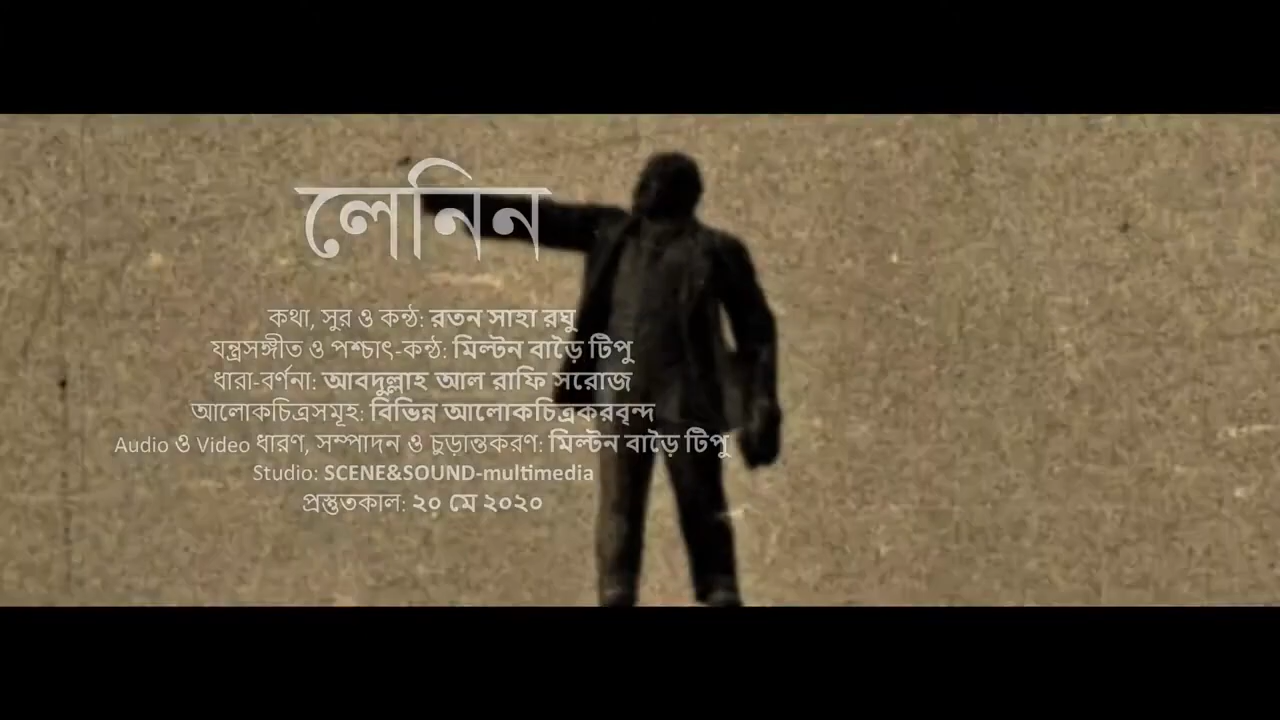 লেনিন
কথা, সুর ও কন্ঠ: রতন সাহা রঘু
যন্ত্রসঙ্গীত ও পশ্চাৎ-কন্ঠ: মিল্টন বাড়ৈ টিপু
ধারা-বর্ণনা: আবদুল্লাহ আল রাফি সরোজ
আলোকচিত্রসমূহ: বিভিন্ন আলোকচিত্রকরবৃন্দ
Audio ও Video ধারণ, সম্পাদন ও চুড়ান্তকরণ: মিল্টন বাড়ৈ টিপু
Studio: SCENE&SOUND-multimedia
প্রস্তুতকাল: ২০ মে ২০২০